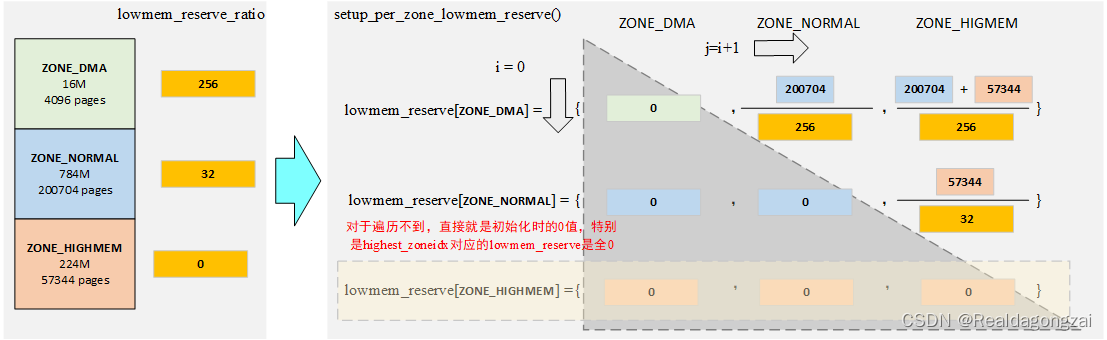 lowmem_reserve_ratio
ZONE_DMA
16M
4096 pages
256
ZONE_NORMAL
784M
200704 pages
32
ZONE_HIGHMEM
224M
57344 pages
0
setup_per_zone_lowmem_reserve()
ZONE_DMA ZONE_NORMAL ZONE_HIGMEM
j=i+1
i = 0
lowmem_reserve[ZONE_DMA] = { 0 , 200704 / 256 , 200704 + 57344 / 256 }
lowmem_reserve[ZONE_NORMAL] = { 0 , 0 , 57344 / 32 }
对于遍历不到，直接就是初始化时的0值，特别
是highest_zoneidx对应的lowmem_reserve是全0
lowmem_reserve[ZONE_HIGHMEM] = { 0 , 0 , 0 }
CSDN @Realdagongzai